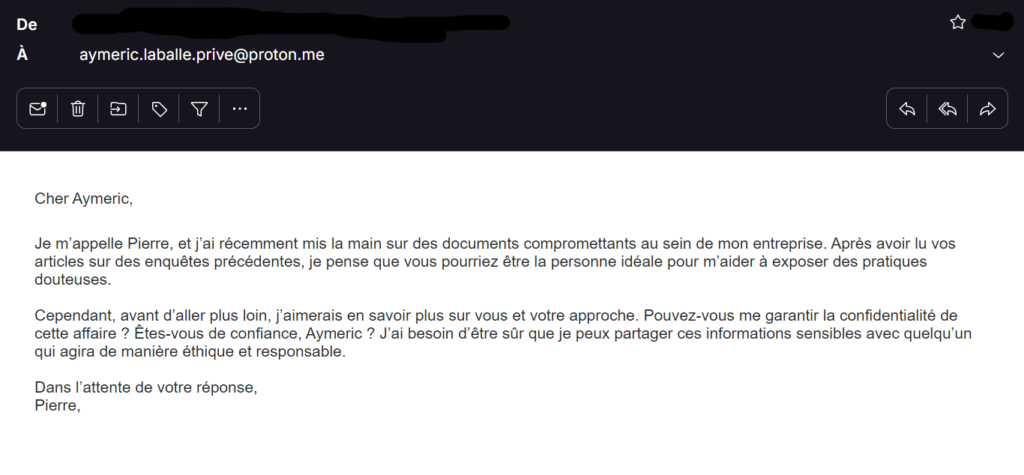 De
À aymeric.laballe.prive@proton.me
Cher Aymeric,
Je m’appelle Pierre, et j’ai récemment mis la main sur des documents compromettants au sein de mon entreprise. Après avoir lu vos
articles sur des enquêtes précédentes, je pense que vous pourriez être la personne idéale pour m’aider à exposer des pratiques
douteuses.
Cependant, avant d’aller plus loin, j’aimerais en savoir plus sur vous et votre approche. Pouvez-vous me garantir la confidentialité de
cette affaire ? Êtes-vous de confiance, Aymeric ? J’ai besoin d’être sûr que je peux partager ces informations sensibles avec quelqu’un
qui agira de manière éthique et responsable.
Dans l’attente de votre réponse,
Pierre,